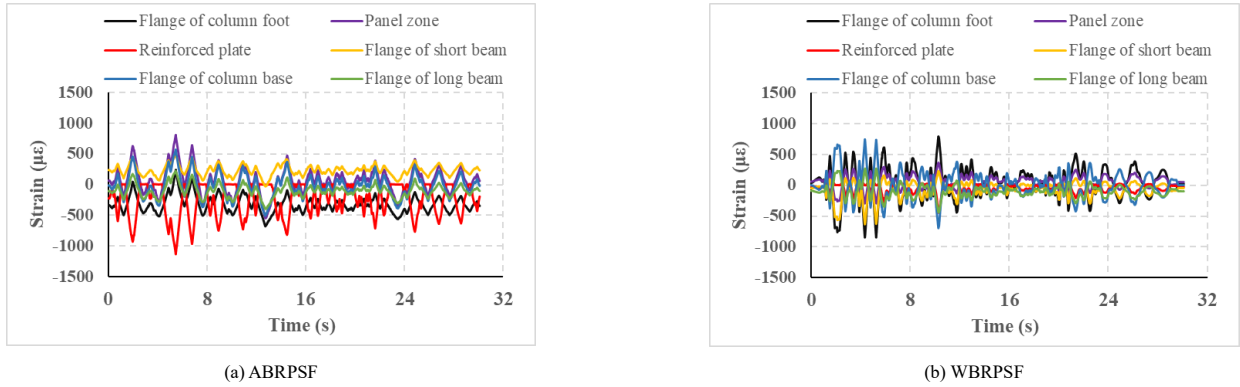 Flange of column foot Panel zone
Reinforced plate Flange of short beam
Flange of column base Flange of long beam
1500
1000
500
0
-500
-1000
-1500
0 8 16 24 32
Strain (με)
Time (s)
(a) ABRPSF
Flange of column foot Panel zone
Reinforced plate Flange of short beam
Flange of column base Flange of long beam
1500
1000
500
0
-500
-1000
-1500
0 8 16 24 32
Strain (με)
Time (s)
(b) WBRPSF